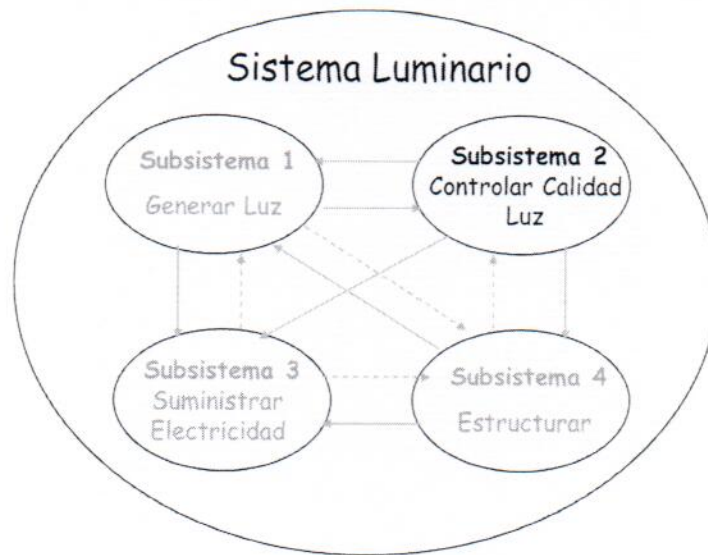 Sistema Luminario
Subsistema 1
Generar Luz
Subsistema 2
Controlar Calidad
Luz
Subsistema 3
Suministrar
Electricidad
Subsistema 4
Estructurar